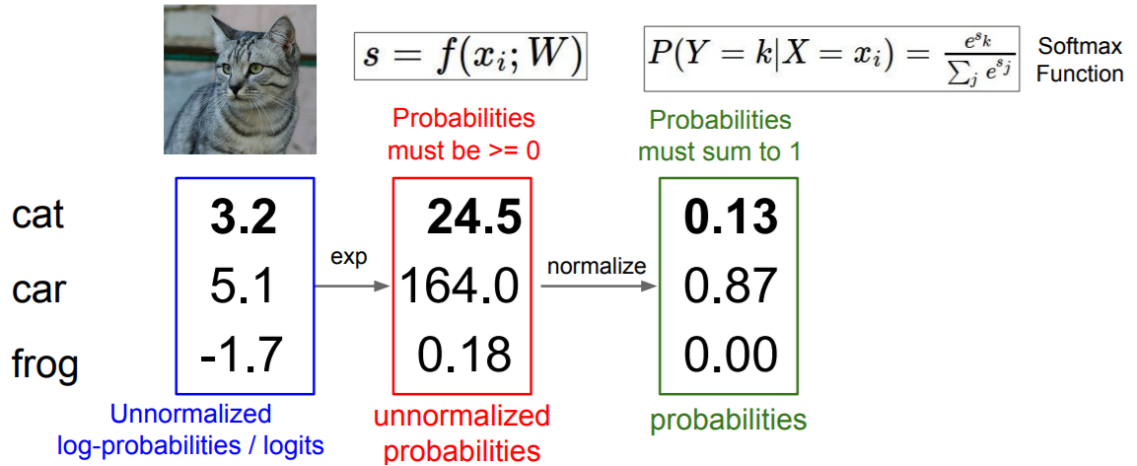 s = f(x_i; W)
P(Y = k|X = x_i) = \frac{e^{s_k}}{\sum_j e^{s_j}}
Softmax
Function
Probabilities
must be >= 0
Probabilities
must sum to 1
cat 3.2 24.5 0.13
exp
normalize
car 5.1 164.0 0.87
frog -1.7 0.18 0.00
Unnormalized
log-probabilities / logits
unnormalized
probabilities
probabilities